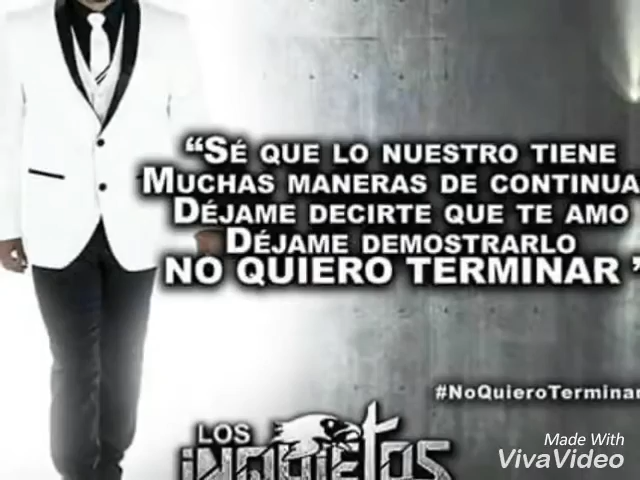 “SÉ QUE LO NUESTRO TIENE
MUCHAS MANERAS DE CONTINUA
DÉJAME DECIRTE QUE TE AMO
DÉJAME DEMOSTRARLO
NO QUIERO TERMINAR ”
#NoQuieroTerminar
LOS
iNQUiETOS
Made With
VivaVideo